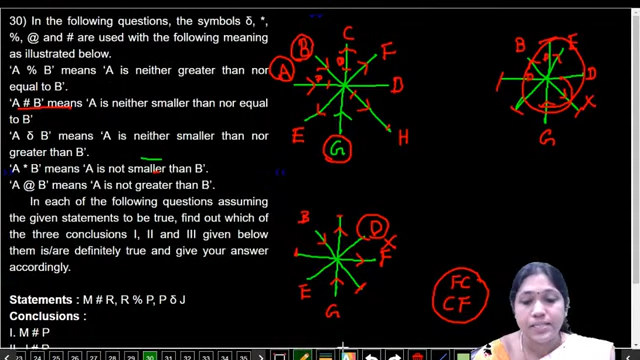 30) In the following questions, the symbols δ, *,
%, @ and # are used with the following meaning
as illustrated below.
'A % B' means 'A is neither greater than nor
equal to B'.
'A # B' means 'A is neither smaller than nor equal
to B'
'A δ B' means 'A is neither smaller than nor
greater than B'.
'A * B' means 'A is not smaller than B'.
'A @ B' means 'A is not greater than B'.
In each of the following questions assuming
the given statements to be true, find out which of
the three conclusions I, II and III given below
them is/are definitely true and give your answer
accordingly.
Statements : M # R, R % P, P δ J
Conclusions :
I. M # P
C
B
F
A
D
E
H
G
B
E
D
X
G
B
D
X
F
E
G
FC
CF